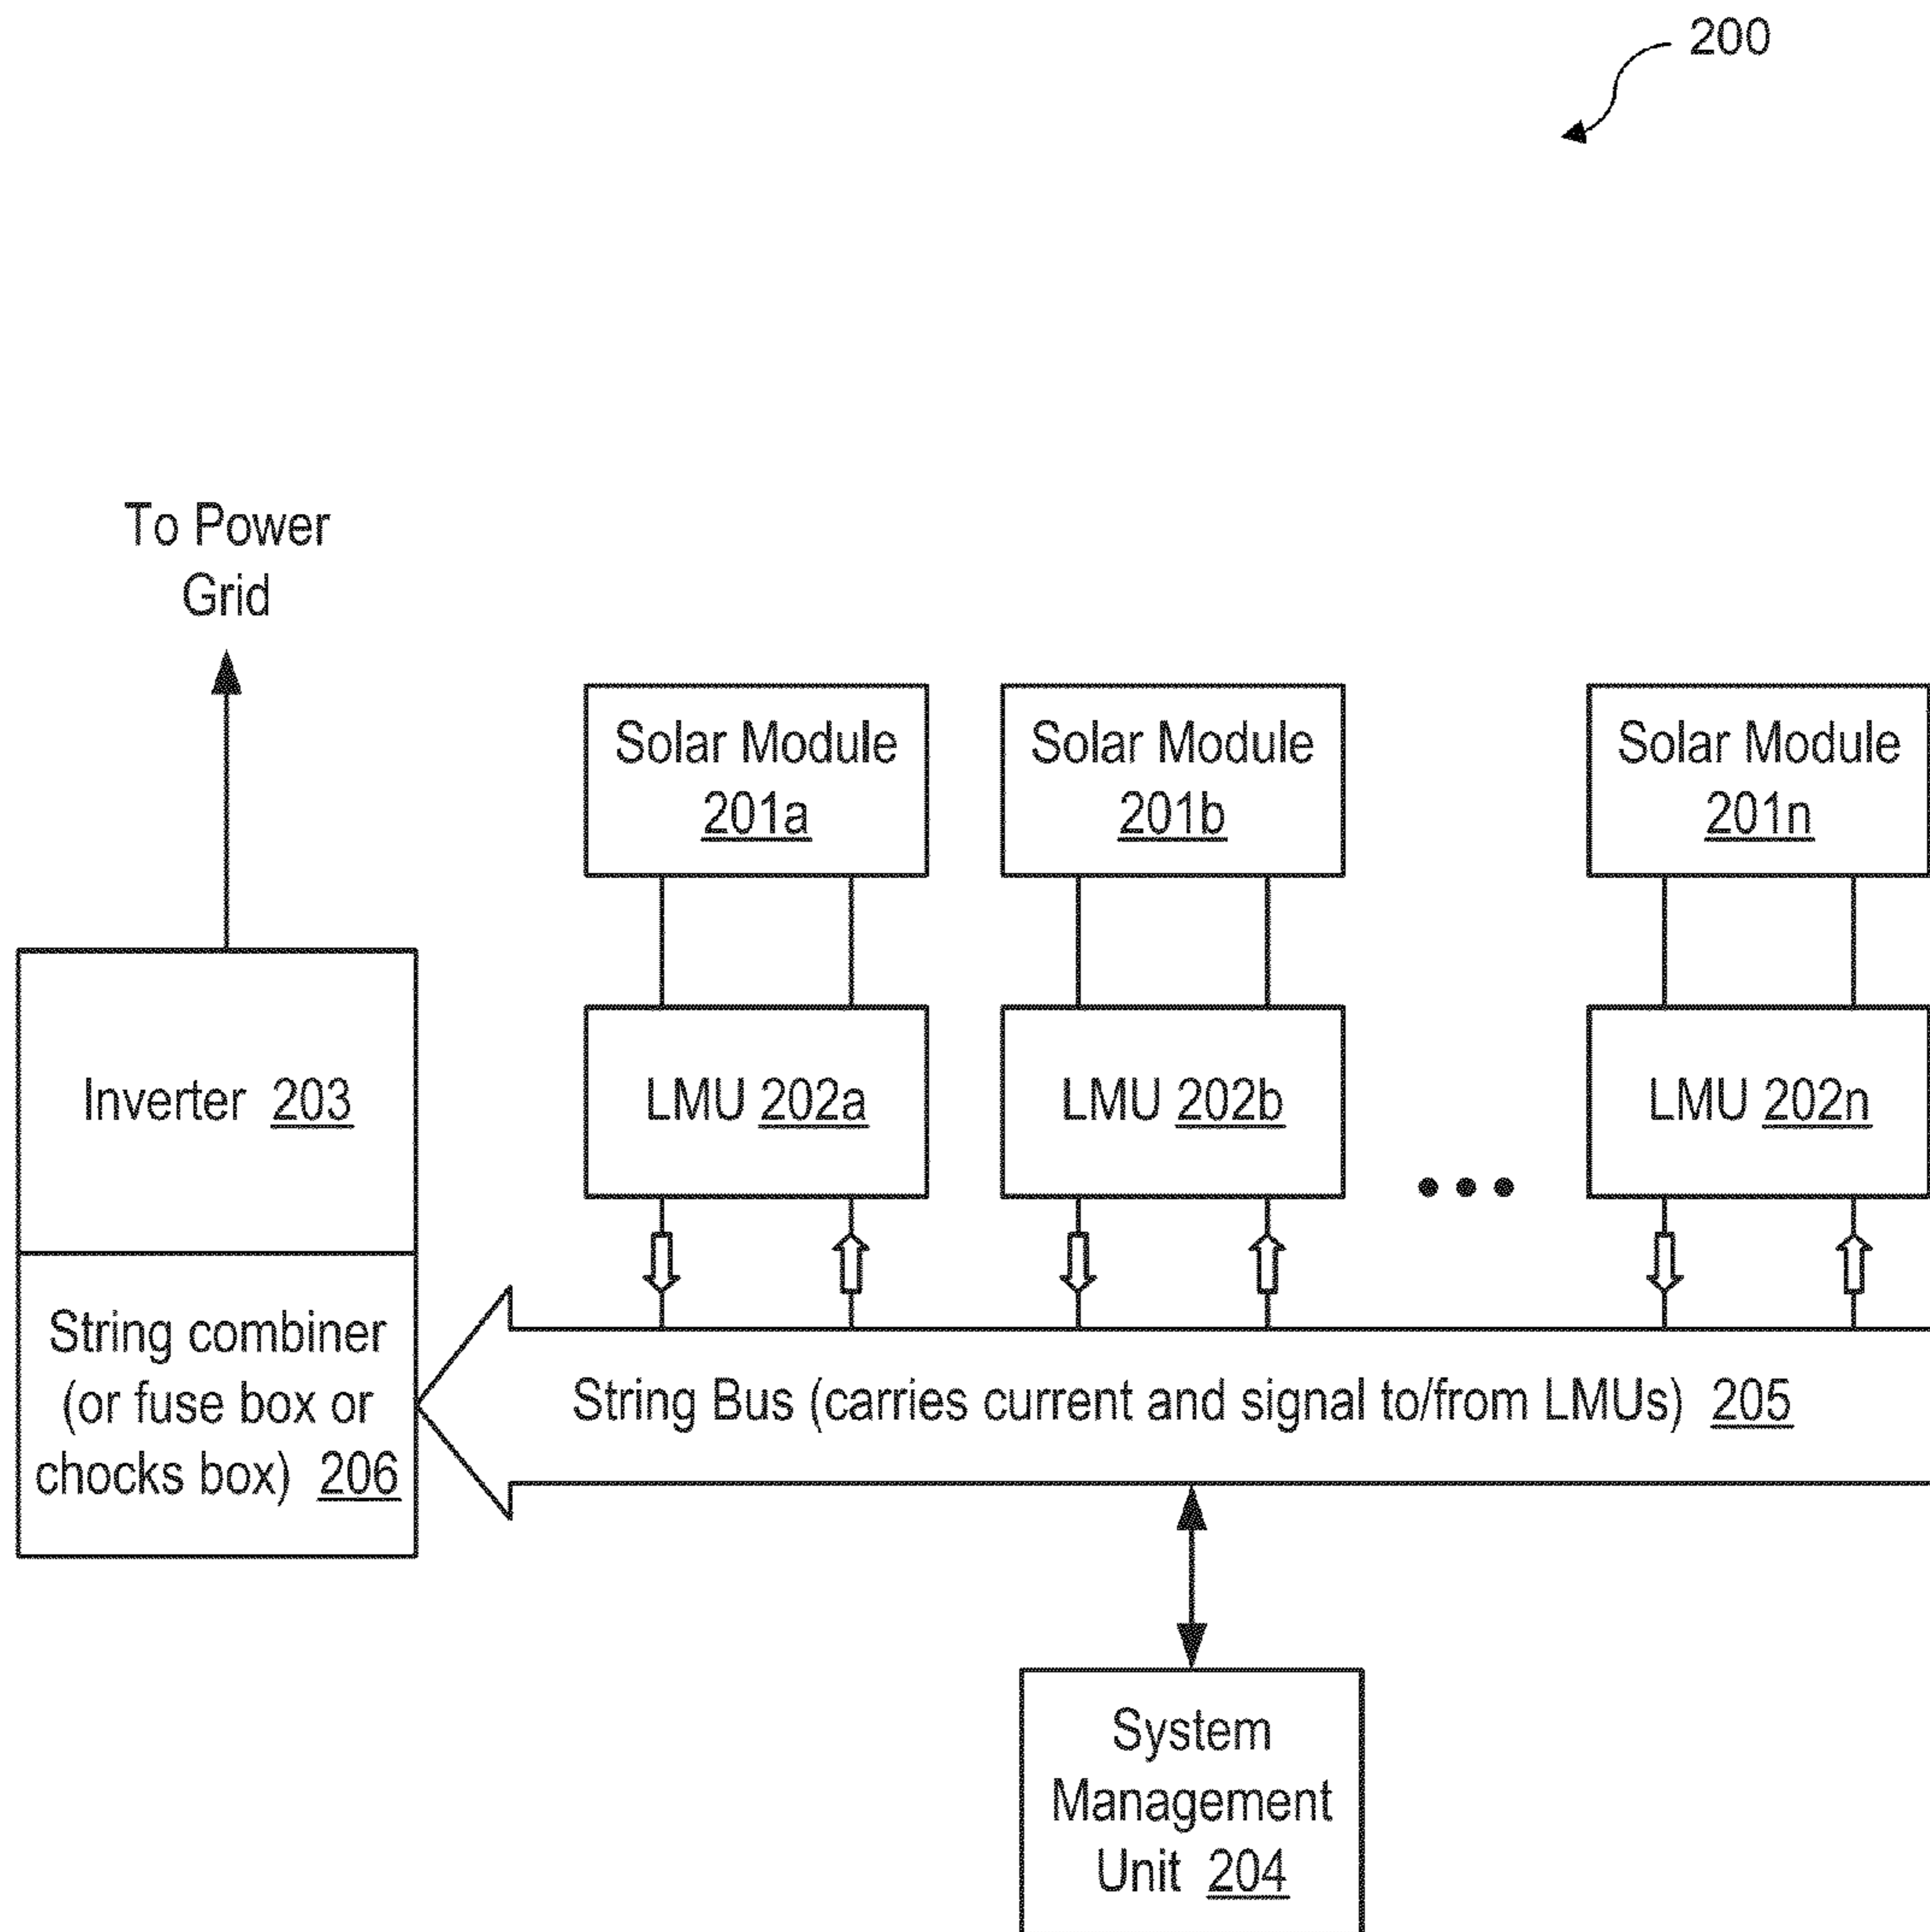 200
To Power
Grid
Solar Module
201a
Solar Module
201b
Solar Module
201n
Inverter 203
LMU 202a
LMU 202b
LMU 202n
String combiner
(or fuse box or
chocks box) 206
String Bus (carries current and signal to/from LMUs) 205
System
Management
Unit 204